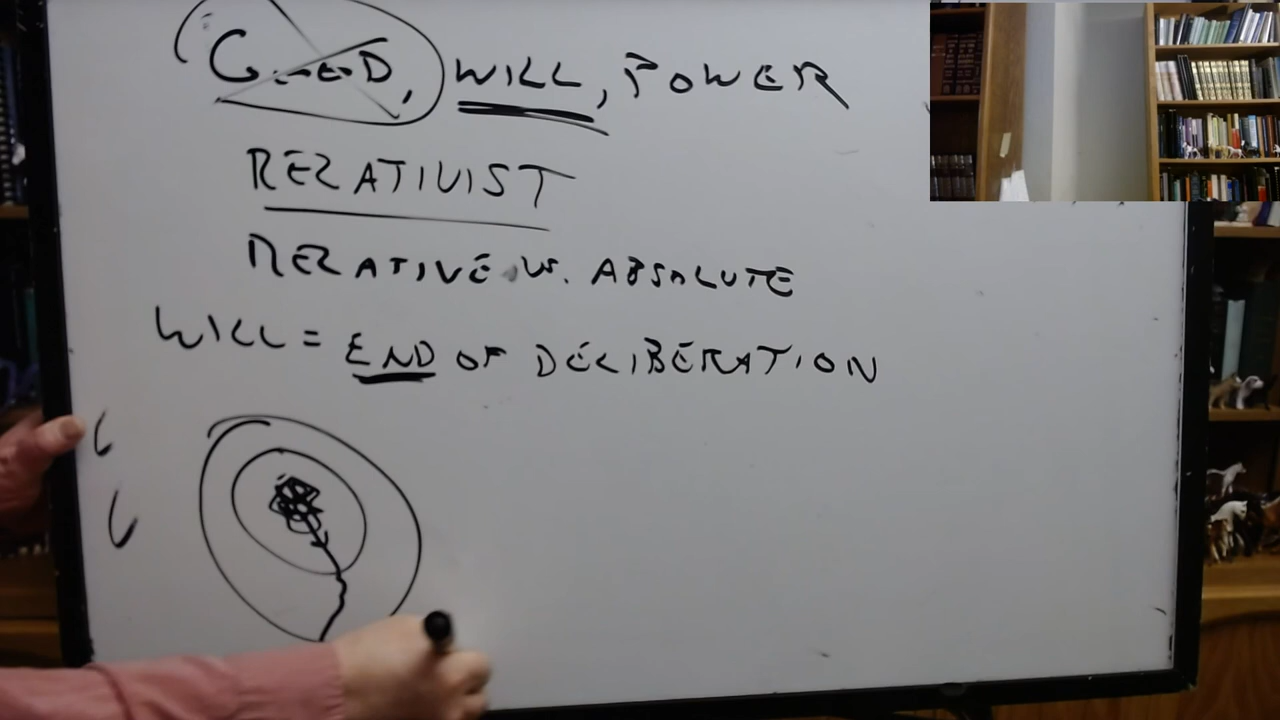 GOOD, WILL, POWER
RELATIVIST
RELATIVE vs. ABSOLUTE
WILL = END OF DELIBERATION